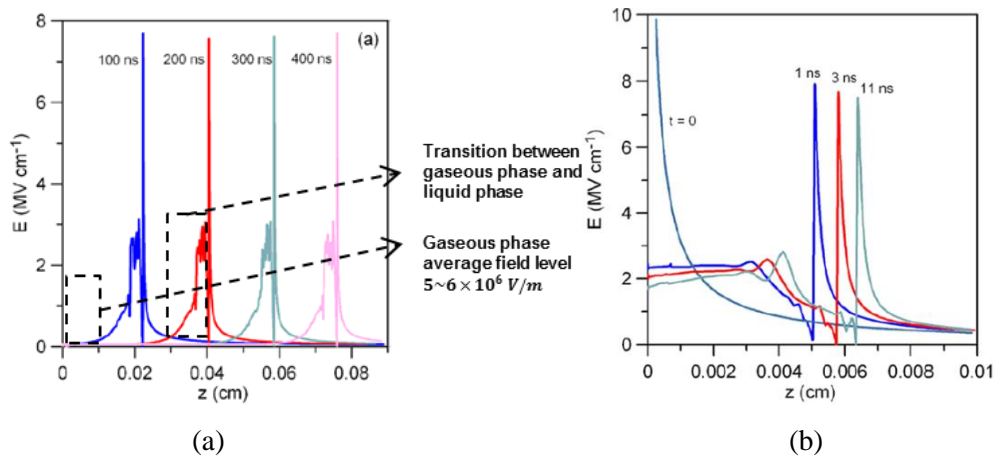 (a)
8
6
4
2
0
E (MV cm⁻¹)
100 ns
200 ns
300 ns
400 ns
0
0.02
0.04
0.06
0.08
z (cm)
Transition between
gaseous phase and
liquid phase
Gaseous phase
average field level
5~6 × 10⁶ V/m
(a)
10
8
6
4
2
0
E (MV cm⁻¹)
t = 0
1 ns
3 ns
11 ns
0
0.002
0.004
0.006
0.008
0.01
z (cm)
(b)